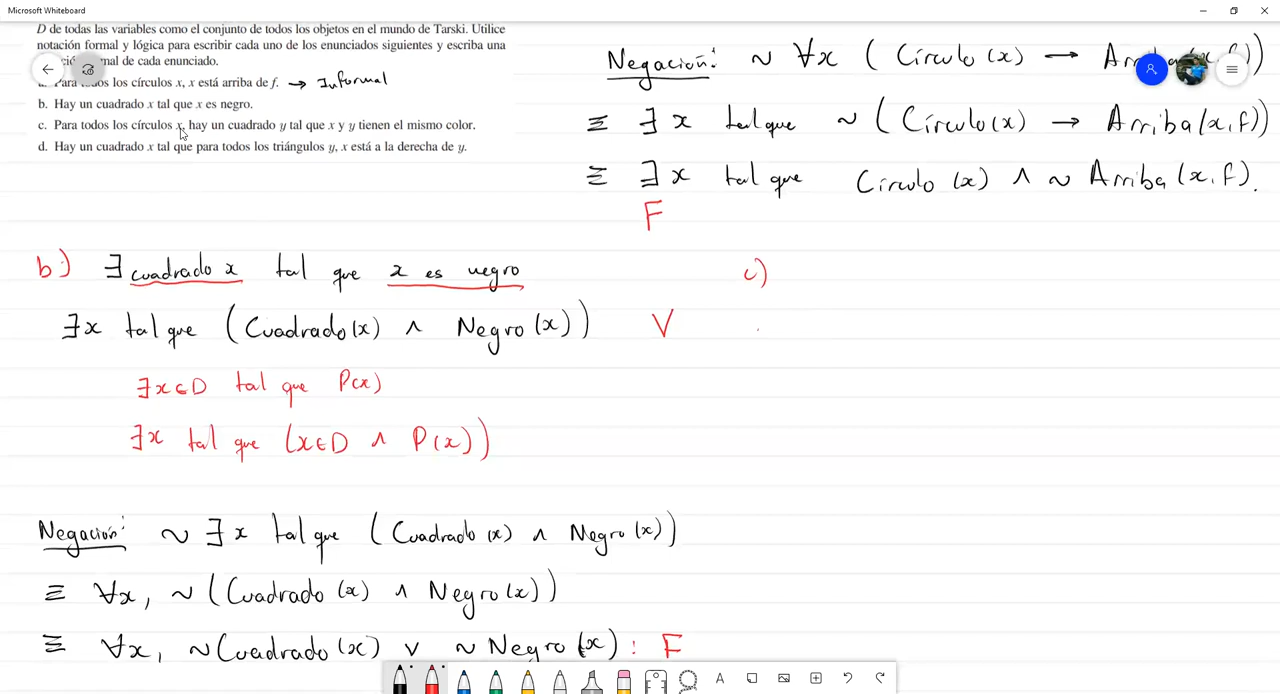 Microsoft Whiteboard
D de todas las variables como el conjunto de todos los objetos en el mundo de Tarski. Utilice
notación formal y lógica para escribir cada uno de los enunciados siguientes y escriba una
nal de cada enunciado.
los círculos x, x está arriba de f. → Informal
b. Hay un cuadrado x tal que x es negro.
c. Para todos los círculos x, hay un cuadrado y tal que x y y tienen el mismo color.
d. Hay un cuadrado x tal que para todos los triángulos y, x está a la derecha de y.
Negación: ~ ∀x ( Círculo (x) → Arriba (x, f))
≡ ∃ x tal que ~ ( Círculo (x) → Arriba (x, f))
≡ ∃ x tal que Círculo (x) ∧ ~ Arriba (x, f).
F
b) ∃ cuadrado x tal que x es negro
∃x tal que (Cuadrado (x) ∧ Negro (x)) V
∃x ∈ D tal que P(x)
∃x tal que (x ∈ D ∧ P(x))
Negación: ~ ∃ x tal que (Cuadrado (x) ∧ Negro (x))
≡ ∀x, ~ (Cuadrado (x) ∧ Negro (x))
≡ ∀x, ~Cuadrado (x) ∨ ~ Negro (x) : F
c)